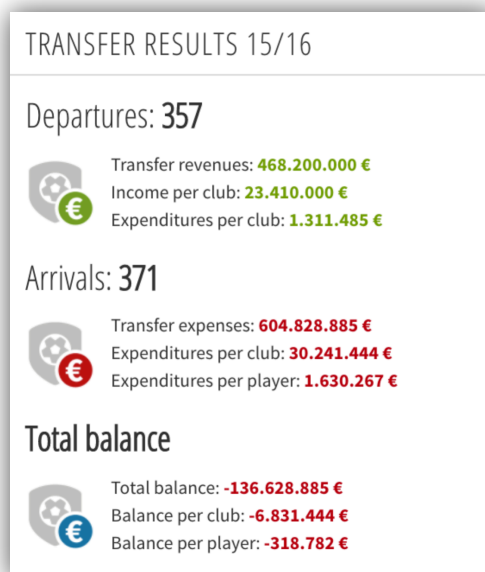 TRANSFER RESULTS 15/16
Departures: 357
Transfer revenues: 468.200.000 €
Income per club: 23.410.000 €
Expenditures per club: 1.311.485 €
Arrivals: 371
Transfer expenses: 604.828.885 €
Expenditures per club: 30.241.444 €
Expenditures per player: 1.630.267 €
Total balance
Total balance: -136.628.885 €
Balance per club: -6.831.444 €
Balance per player: -318.782 €